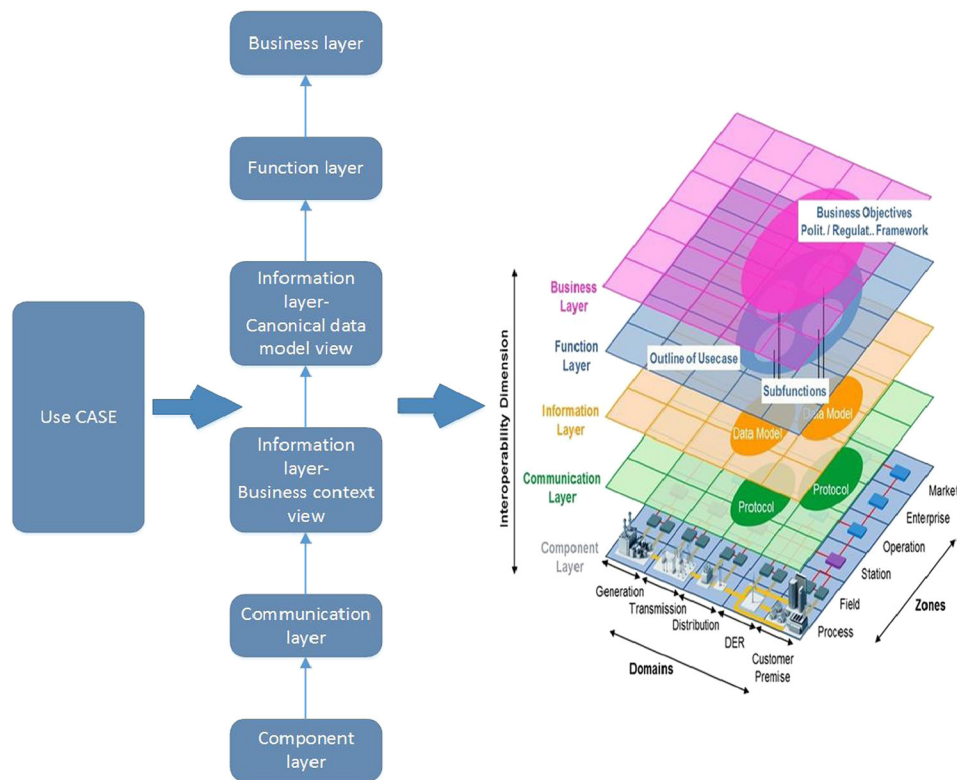 Business layer
Function layer
Information
layer-
Canonical data
model view
Use CASE
Information
layer-
Business context
view
Communication
layer
Component
layer
Interoperability Dimension
Business
Layer
Function
Layer
Information
Layer
Communication
Layer
Component
Layer
Business Objectives
Polit. / Regulat.. Framework
Outline of Usecase
Subfunctions
Data Model
Data Model
Protocol
Protocol
Market
Enterprise
Operation
Station
Field
Process
Zones
Generation
Transmission
Distribution
DER
Customer
Premise
Domains